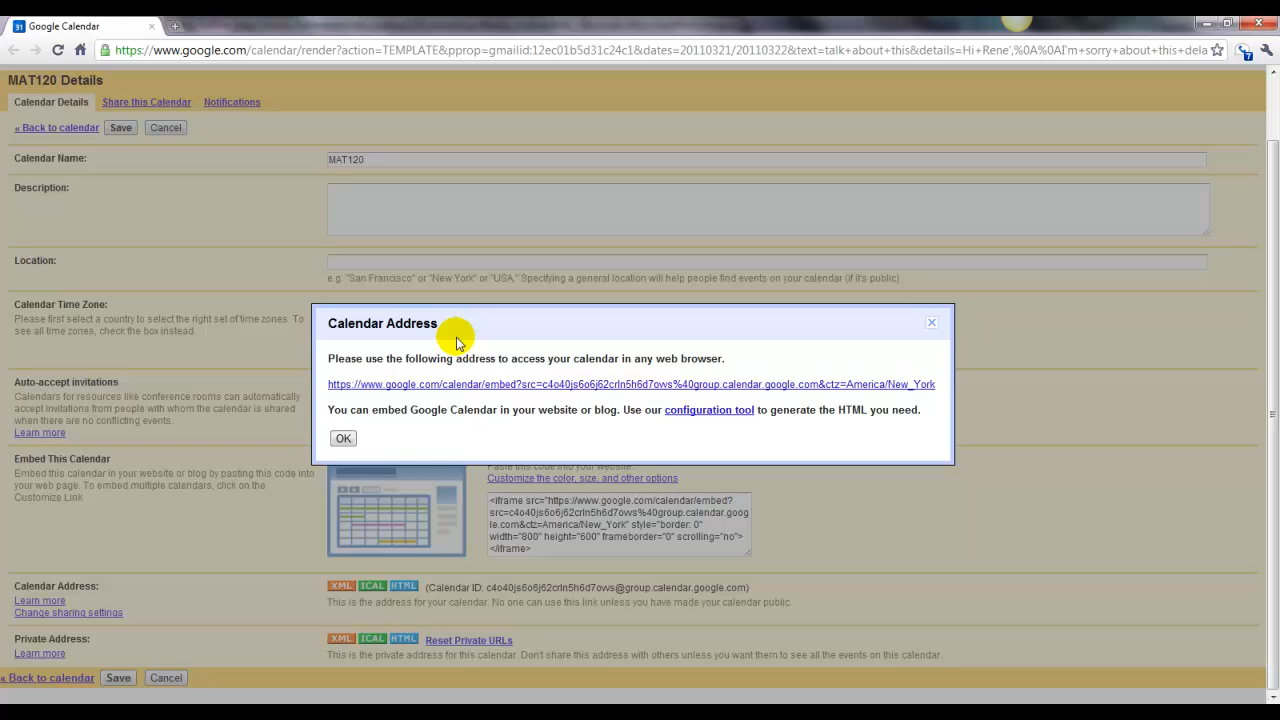 31 Google Calendar
https://www.google.com/calendar/render?action=TEMPLATE&pprop=gmailid:12ec01b5d31c24c1&dates=20110321/20110322&text=talk+about+this&details=Hi+Rene',%0A%0AI'm+sorry+about+this+dela
7
MAT120 Details
Calendar Details Share this Calendar Notifications
« Back to calendar Save Cancel
Calendar Name: MAT120
Description:
Location:
e.g. "San Francisco" or "New York" or "USA." Specifying a general location will help people find events on your calendar (if it's public)
Calendar Time Zone:
Please first select a country to select the right set of time zones. To
see all time zones, check the box instead.
Calendar Address
Please use the following address to access your calendar in any web browser.
https://www.google.com/calendar/embed?src=c4o40js6o6j62crln5h6d7ows%40group.calendar.google.com&ctz=America/New_York
You can embed Google Calendar in your website or blog. Use our configuration tool to generate the HTML you need.
OK
Auto-accept invitations
Calendars for resources like conference rooms can automatically
accept invitations from people with whom the calendar is shared
when there are no conflicting events.
Learn more
Embed This Calendar
Embed this calendar in your website or blog by pasting this code into
your web page. To embed multiple calendars, click on the
Customize Link
Paste this code into your website.
Customize the color, size, and other options
<iframe src="https://www.google.com/calendar/embed?
src=c4o40js6o6j62crln5h6d7ows%40group.calendar.goog
le.com&ctz=America/New_York" style="border: 0"
width="800" height="600" frameborder="0" scrolling="no">
</iframe>
Calendar Address:
Learn more
Change sharing settings
XML ICAL HTML (Calendar ID: c4o40js6o6j62crln5h6d7ows@group.calendar.google.com)
This is the address for your calendar. No one can use this link unless you have made your calendar public.
Private Address:
Learn more
XML ICAL HTML Reset Private URLs
This is the private address for this calendar. Don't share this address with others unless you want them to see all the events on this calendar.
« Back to calendar Save Cancel